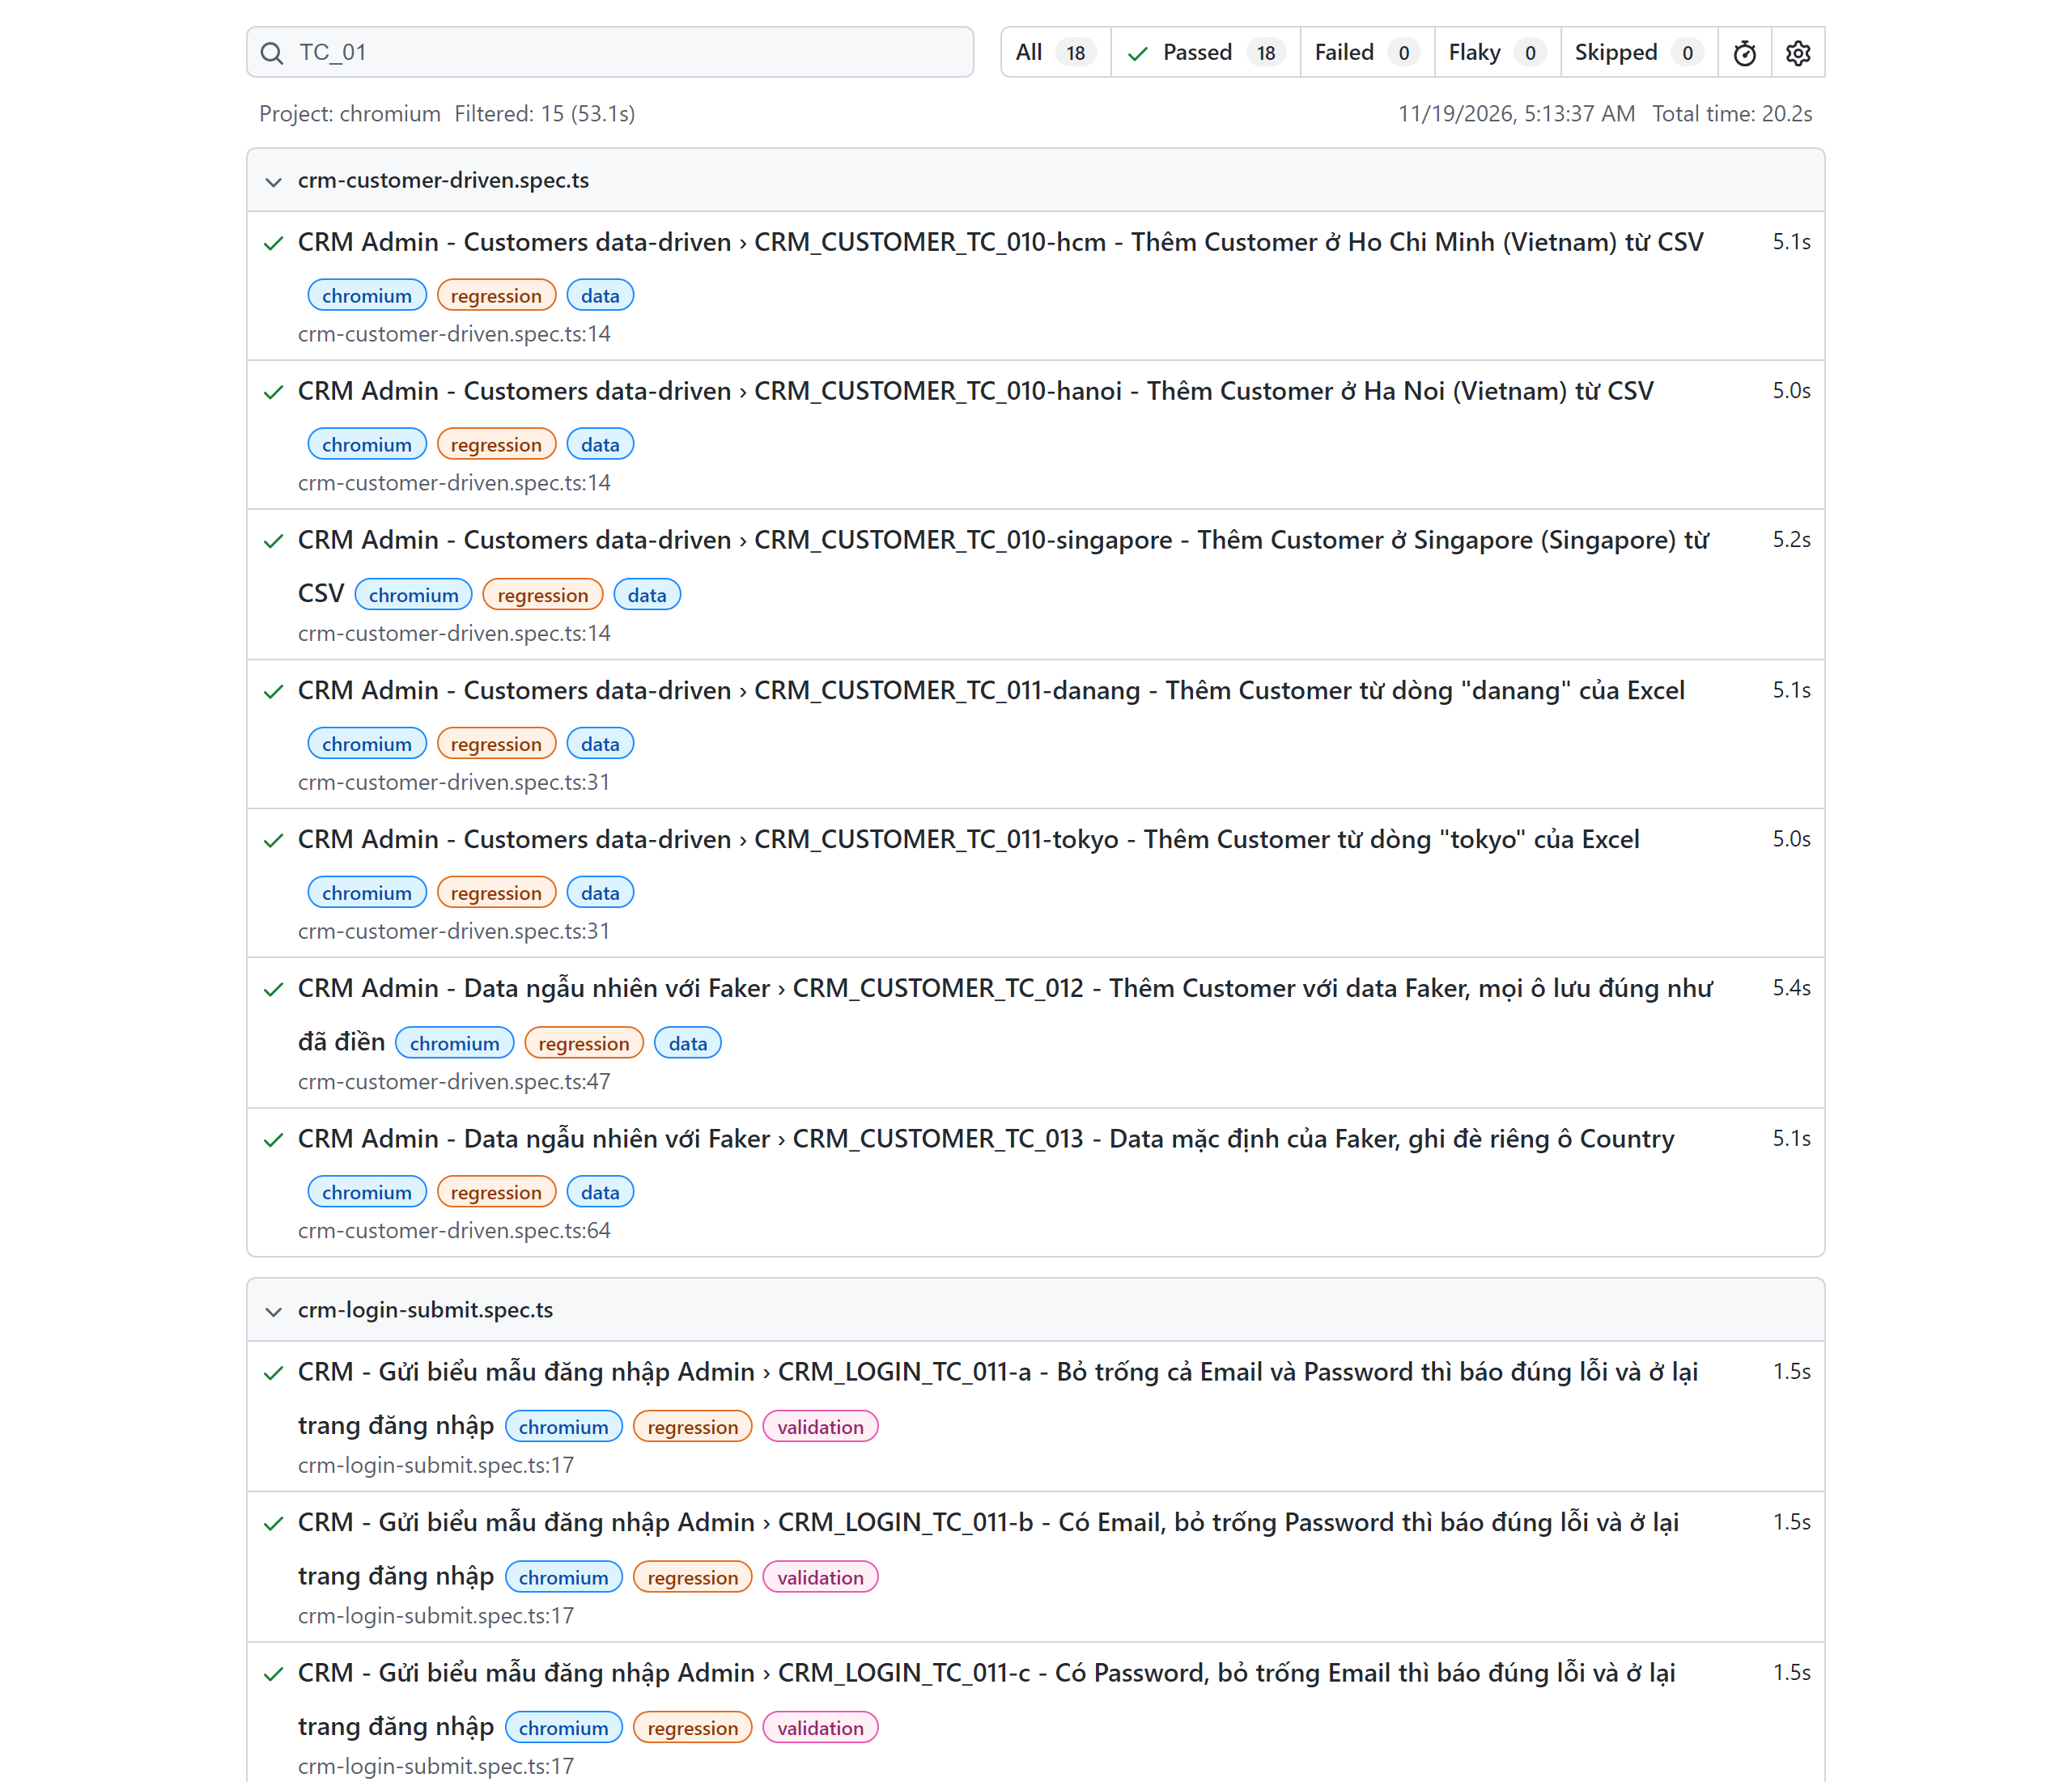 TC_01
All 18 Passed 18 Failed 0 Flaky 0 Skipped 0
Project: chromium Filtered: 15 (53.1s) 11/19/2026, 5:13:37 AM Total time: 20.2s
crm-customer-driven.spec.ts
CRM Admin - Customers data-driven › CRM_CUSTOMER_TC_010-hcm - Thêm Customer ở Ho Chi Minh (Vietnam) từ CSV 5.1s
chromium regression data
crm-customer-driven.spec.ts:14
CRM Admin - Customers data-driven › CRM_CUSTOMER_TC_010-hanoi - Thêm Customer ở Ha Noi (Vietnam) từ CSV 5.0s
chromium regression data
crm-customer-driven.spec.ts:14
CRM Admin - Customers data-driven › CRM_CUSTOMER_TC_010-singapore - Thêm Customer ở Singapore (Singapore) từ 5.2s
CSV chromium regression data
crm-customer-driven.spec.ts:14
CRM Admin - Customers data-driven › CRM_CUSTOMER_TC_011-danang - Thêm Customer từ dòng "danang" của Excel 5.1s
chromium regression data
crm-customer-driven.spec.ts:31
CRM Admin - Customers data-driven › CRM_CUSTOMER_TC_011-tokyo - Thêm Customer từ dòng "tokyo" của Excel 5.0s
chromium regression data
crm-customer-driven.spec.ts:31
CRM Admin - Data ngẫu nhiên với Faker › CRM_CUSTOMER_TC_012 - Thêm Customer với data Faker, mọi ô lưu đúng như 5.4s
đã điền chromium regression data
crm-customer-driven.spec.ts:47
CRM Admin - Data ngẫu nhiên với Faker › CRM_CUSTOMER_TC_013 - Data mặc định của Faker, ghi đè riêng ô Country 5.1s
chromium regression data
crm-customer-driven.spec.ts:64
crm-login-submit.spec.ts
CRM - Gửi biểu mẫu đăng nhập Admin › CRM_LOGIN_TC_011-a - Bỏ trống cả Email và Password thì báo đúng lỗi và ở lại 1.5s
trang đăng nhập chromium regression validation
crm-login-submit.spec.ts:17
CRM - Gửi biểu mẫu đăng nhập Admin › CRM_LOGIN_TC_011-b - Có Email, bỏ trống Password thì báo đúng lỗi và ở lại 1.5s
trang đăng nhập chromium regression validation
crm-login-submit.spec.ts:17
CRM - Gửi biểu mẫu đăng nhập Admin › CRM_LOGIN_TC_011-c - Có Password, bỏ trống Email thì báo đúng lỗi và ở lại 1.5s
trang đăng nhập chromium regression validation
crm-login-submit.spec.ts:17